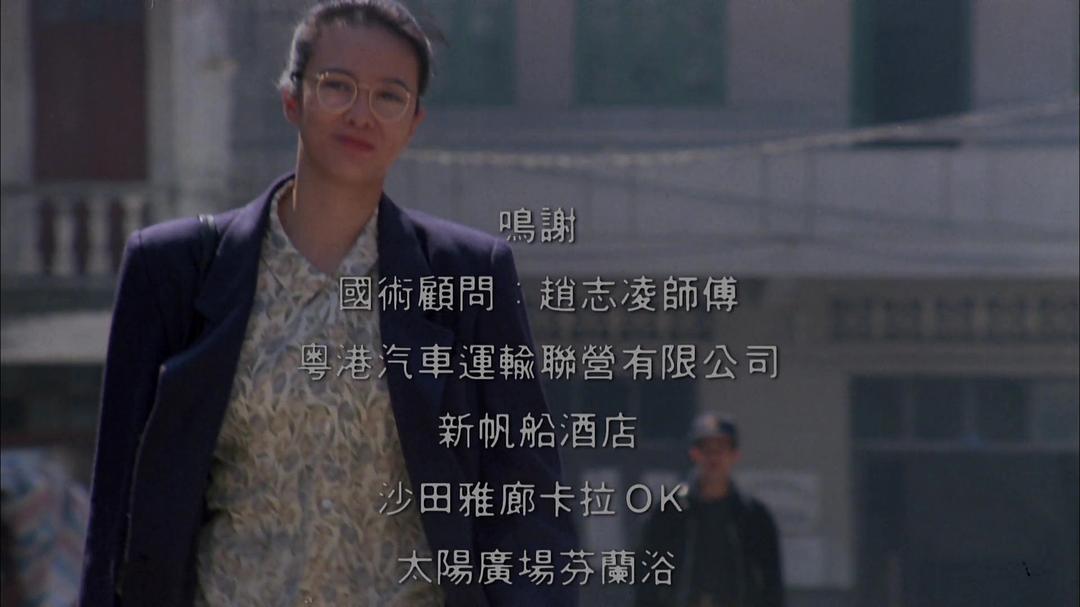 鳴謝
國術顧問：趙志凌師傅
粤港汽車運輸聯營有限公司
新帆船酒店
沙田雅廊卡拉OK
太陽廣場芬蘭浴